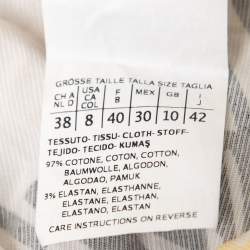 GRÖSSE TAILLE TALLA SIZE TAGLIA
CH A NL D USA CA CL F B MEX GB I J
38 8 40 30 10 42
TESSUTO-TISSU-CLOTH-STOFF-
TEJIDO-TECIDO-KUMAŞ
97% COTONE, COTON, COTTON,
BAUMWOLLE, ALGODON,
ALGODAO, PAMUK
3% ELASTAN, ELASTHANNE,
ELASTANE, ELASTHAN,
ELASTANO, ELASTAN
CARE INSTRUCTIONS ON REVERSE